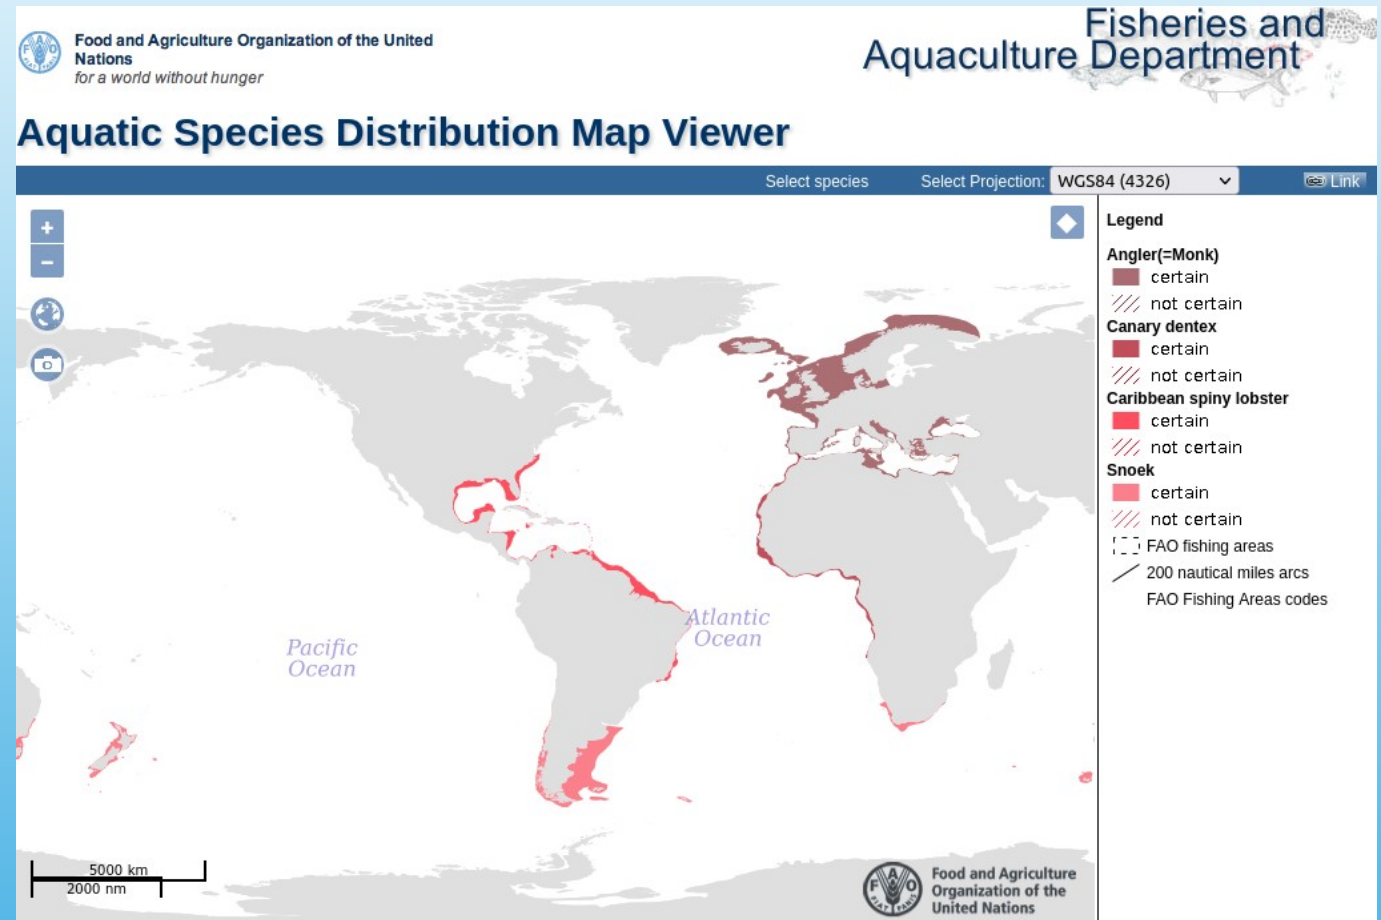 Food and Agriculture Organization of the United
Nations
for a world without hunger
Fisheries and
Aquaculture Department
Aquatic Species Distribution Map Viewer
Select species
Select Projection:
WGS84 (4326)
Link
+
−
Legend
Angler(=Monk)
certain
not certain
Canary dentex
certain
not certain
Caribbean spiny lobster
certain
not certain
Snoek
certain
not certain
FAO fishing areas
200 nautical miles arcs
FAO Fishing Areas codes
Pacific
Ocean
Atlantic
Ocean
5000 km
2000 nm
Food and Agriculture
Organization of the
United Nations